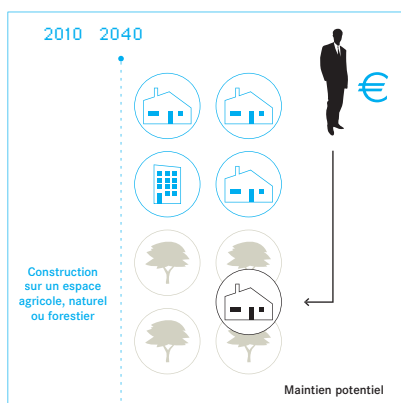 2010 2040
€
Construction
sur un espace
agricole, naturel
ou forestier
Maintien potentiel